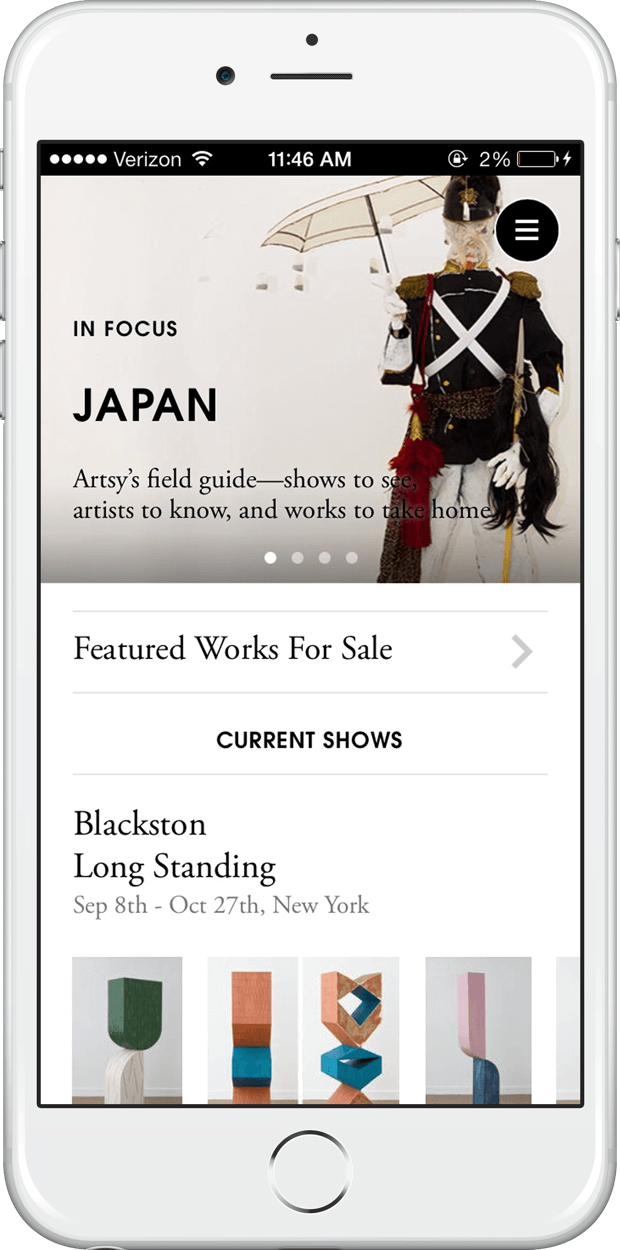 Verizon 11:46 AM 2%
IN FOCUS
JAPAN
Artsy’s field guide—shows to see,
artists to know, and works to take home.
Featured Works For Sale
CURRENT SHOWS
Blackston
Long Standing
Sep 8th - Oct 27th, New York